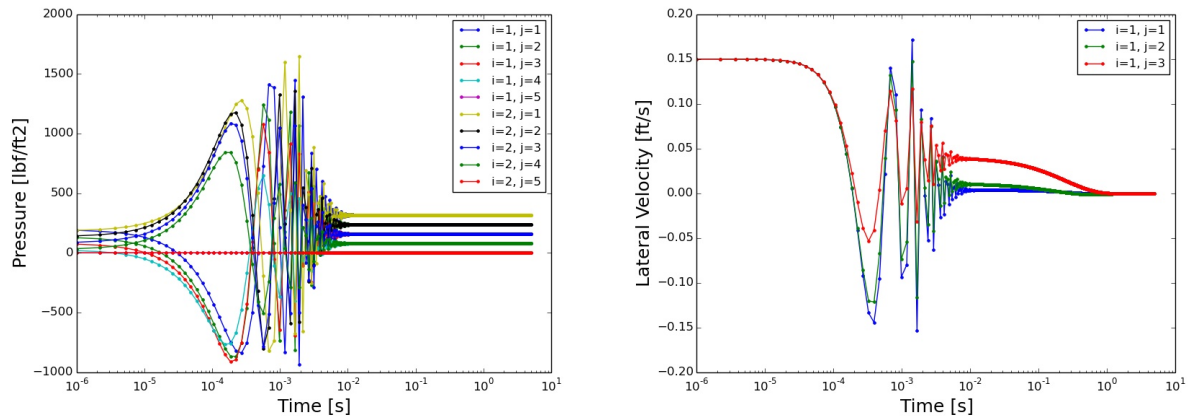 2000
1500
1000
500
0
−500
−1000
Pressure [lbf/ft2]
10^-6
10^-5
10^-4
10^-3
10^-2
10^-1
10^0
10^1
Time [s]
i=1, j=1
i=1, j=2
i=1, j=3
i=1, j=4
i=1, j=5
i=2, j=1
i=2, j=2
i=2, j=3
i=2, j=4
i=2, j=5
0.20
0.15
0.10
0.05
0.00
−0.05
−0.10
−0.15
−0.20
Lateral Velocity [ft/s]
10^-6
10^-5
10^-4
10^-3
10^-2
10^-1
10^0
10^1
Time [s]
i=1, j=1
i=1, j=2
i=1, j=3